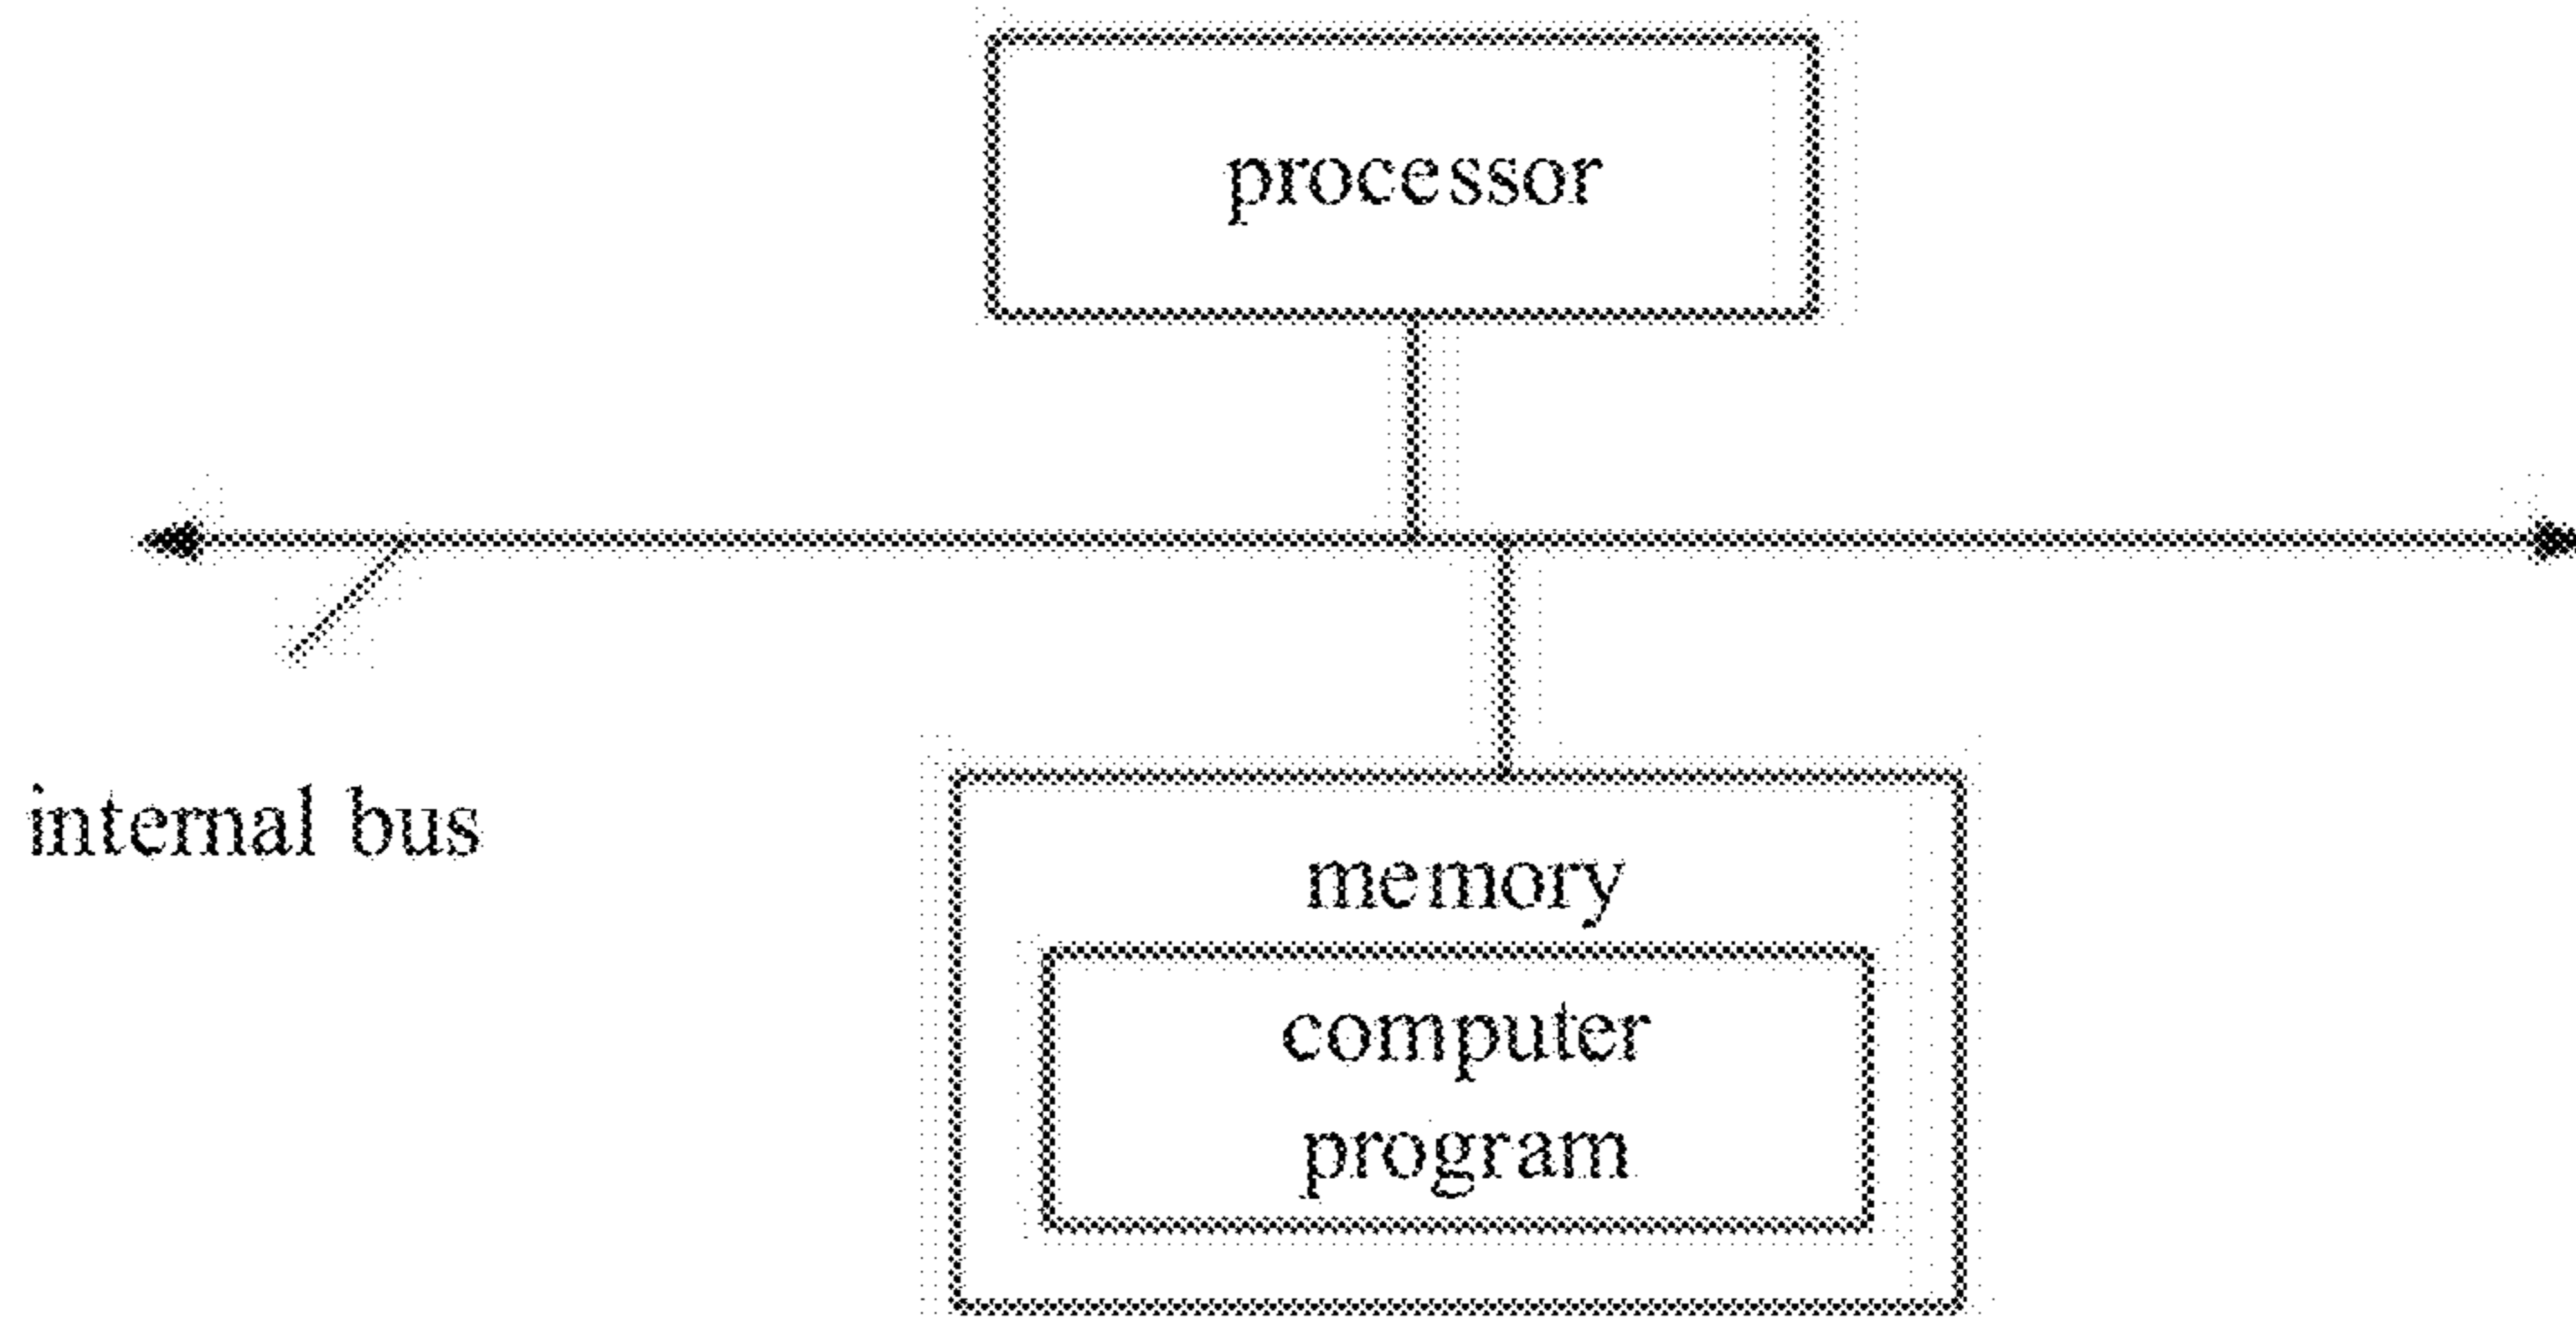 processor
internal bus
memory
computer
program